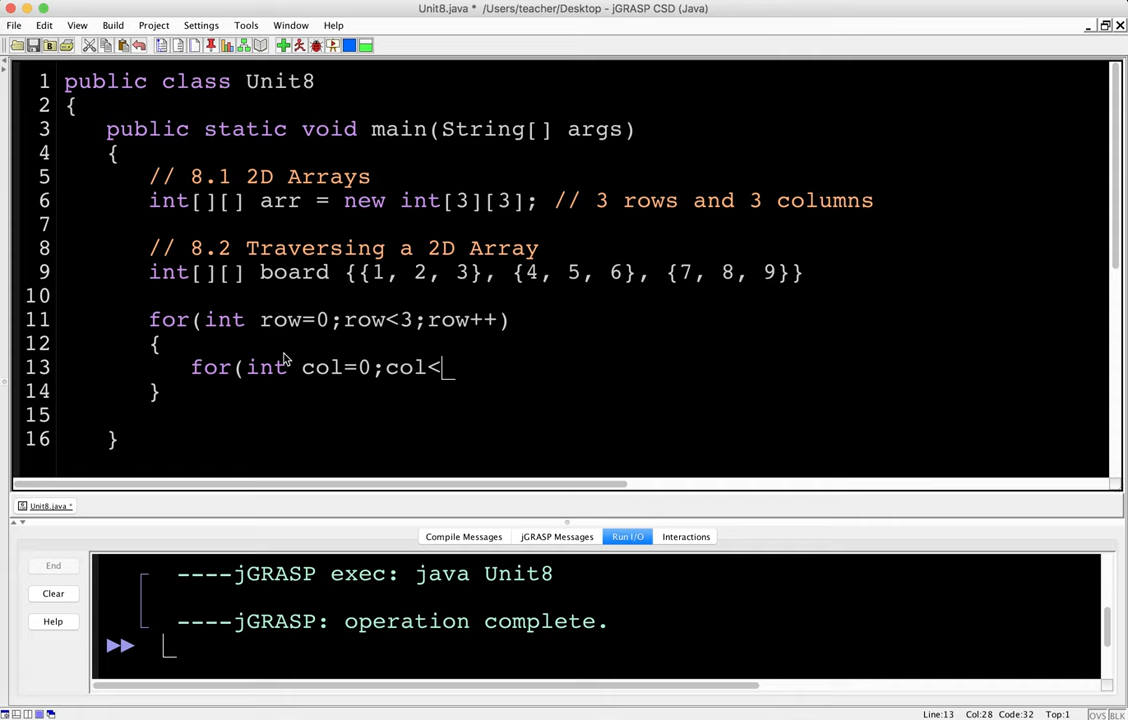 Unit8.java * /Users/teacher/Desktop - jGRASP CSD (Java)
File Edit View Build Project Settings Tools Window Help
1 public class Unit8
2 {
3 public static void main(String[] args)
4 {
5 // 8.1 2D Arrays
6 int[][] arr = new int[3][3]; // 3 rows and 3 columns
7
8 // 8.2 Traversing a 2D Array
9 int[][] board {{1, 2, 3}, {4, 5, 6}, {7, 8, 9}}
10
11 for(int row=0;row<3;row++)
12 {
13 for(int col=0;col<
14 }
15
16 }
Unit8.java *
Compile Messages jGRASP Messages Run I/O Interactions
End
Clear
Help
----jGRASP exec: java Unit8
----jGRASP: operation complete.
Line:13 Col:28 Code:32 Top:1 OVS BLK